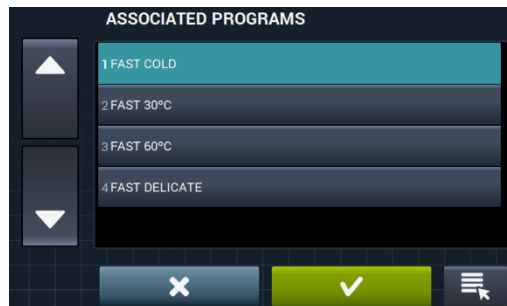 ASSOCIATED PROGRAMS
1 FAST COLD
2 FAST 30ºC
3 FAST 60ºC
4 FAST DELICATE